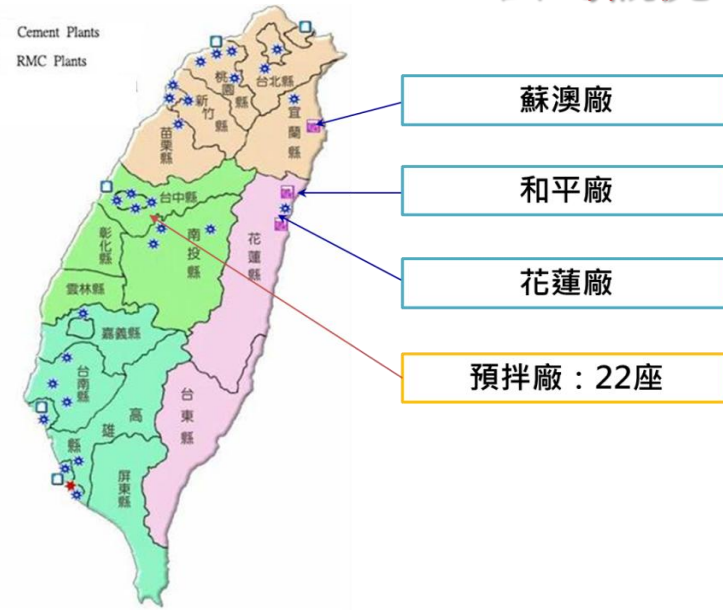 Cement Plants
RMC Plants
蘇澳廠
和平廠
花蓮廠
預拌廠：22座
台北縣
桃園縣
新竹縣
宜蘭縣
苗栗縣
台中縣
彰化縣
南投縣
花蓮縣
雲林縣
嘉義縣
台南縣
台東縣
高雄縣
屏東縣